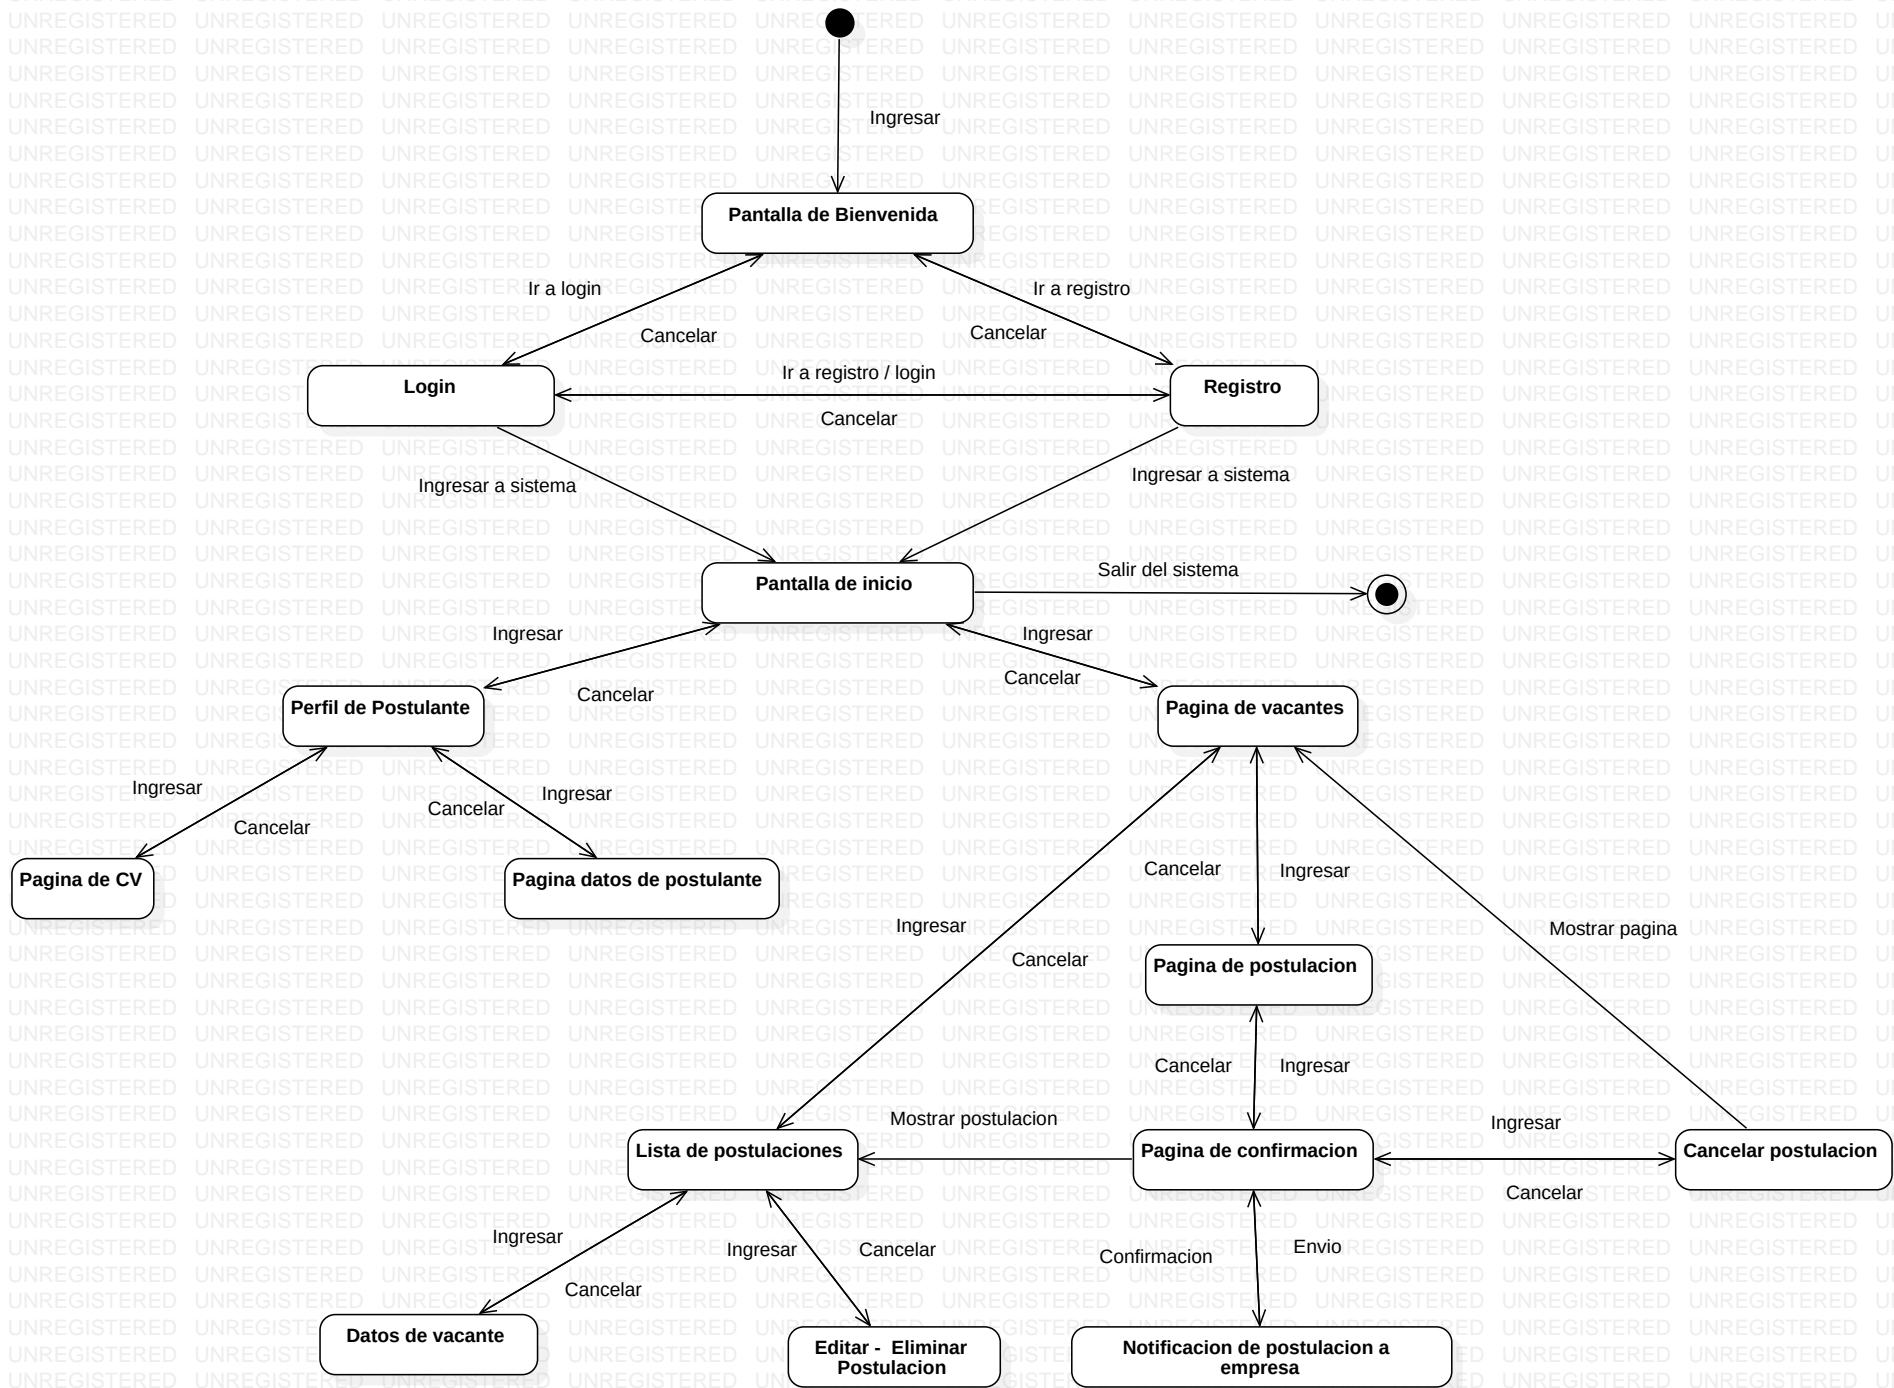 Ingresar
Pantalla de Bienvenida
Ir a login
Ir a registro
Cancelar
Cancelar
Login
Ir a registro / login
Registro
Cancelar
Ingresar a sistema
Ingresar a sistema
Pantalla de inicio
Salir del sistema
Ingresar
Ingresar
Cancelar
Cancelar
Perfil de Postulante
Pagina de vacantes
Ingresar
Cancelar
Cancelar
Ingresar
Pagina de CV
Pagina datos de postulante
Cancelar
Ingresar
Ingresar
Cancelar
Mostrar pagina
Pagina de postulacion
Cancelar
Ingresar
Mostrar postulacion
Ingresar
Lista de postulaciones
Pagina de confirmacion
Cancelar postulacion
Cancelar
Ingresar
Cancelar
Ingresar
Cancelar
Confirmacion
Envio
Datos de vacante
Editar -  Eliminar
Postulacion
Notificacion de postulacion a
empresa
UNREGISTERED